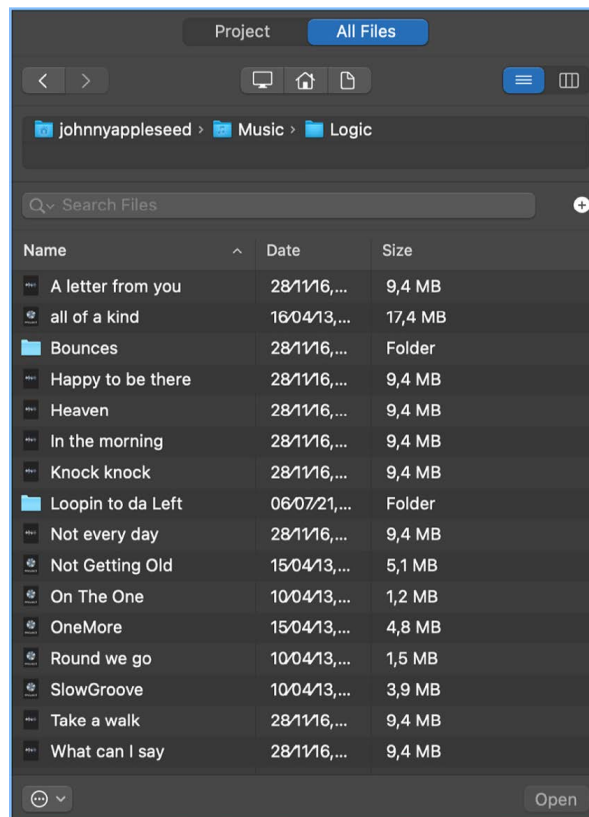 Project All Files
johnnyappleseed › Music › Logic
Search Files
Name Date Size
A letter from you 28/11/16,... 9,4 MB
all of a kind 16/04/13,... 17,4 MB
Bounces 28/11/16,... Folder
Happy to be there 28/11/16,... 9,4 MB
Heaven 28/11/16,... 9,4 MB
In the morning 28/11/16,... 9,4 MB
Knock knock 28/11/16,... 9,4 MB
Loopin to da Left 06/07/21,... Folder
Not every day 28/11/16,... 9,4 MB
Not Getting Old 15/04/13,... 5,1 MB
On The One 10/04/13,... 1,2 MB
OneMore 15/04/13,... 4,8 MB
Round we go 10/04/13,... 1,5 MB
SlowGroove 10/04/13,... 3,9 MB
Take a walk 28/11/16,... 9,4 MB
What can I say 28/11/16,... 9,4 MB
Open